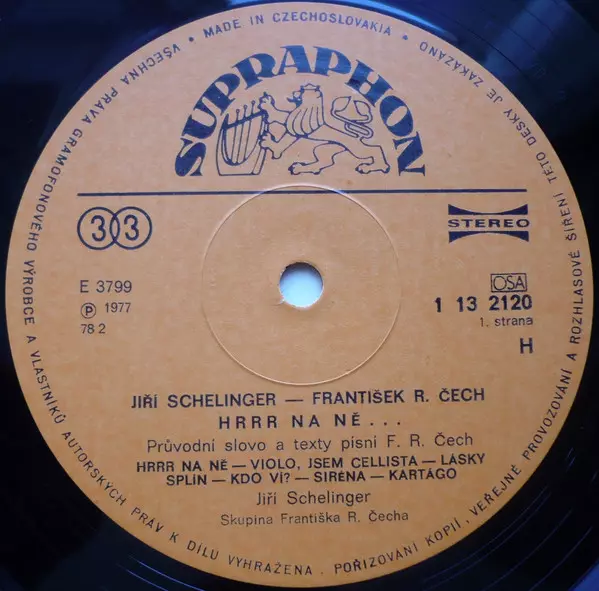 VŠECHNA PRÁVA GRAMOFONOVÉHO VÝROBCE A VLASTNÍKŮ AUTORSKÝCH PRÁV K DÍLU VYHRAŽENA. POŘIZOVÁNÍ KOPIÍ, VEŘEJNÉ PROVOZOVÁNÍ A ROZHLASOVÉ ŠÍŘENÍ TÉTO DESKY JE ZAKÁZÁNO • MADE IN CZECHOSLOVAKIA •
SUPRAPHON
33
STEREO
E 3799
Ⓟ 1977
78 2
OSA
1 13 2120
1. strana
H
JIŘÍ SCHELINGER — FRANTIŠEK R. ČECH
HRRR NA NĚ...
Průvodní slovo a texty písní F. R. Čech
HRRR NA NĚ — VIOLO, JSEM CELLISTA — LÁSKY
SPLÍN — KDO VÍ? — SIRÉNA — KARTÁGO
Jiří Schelinger
Skupina Františka R. Čecha